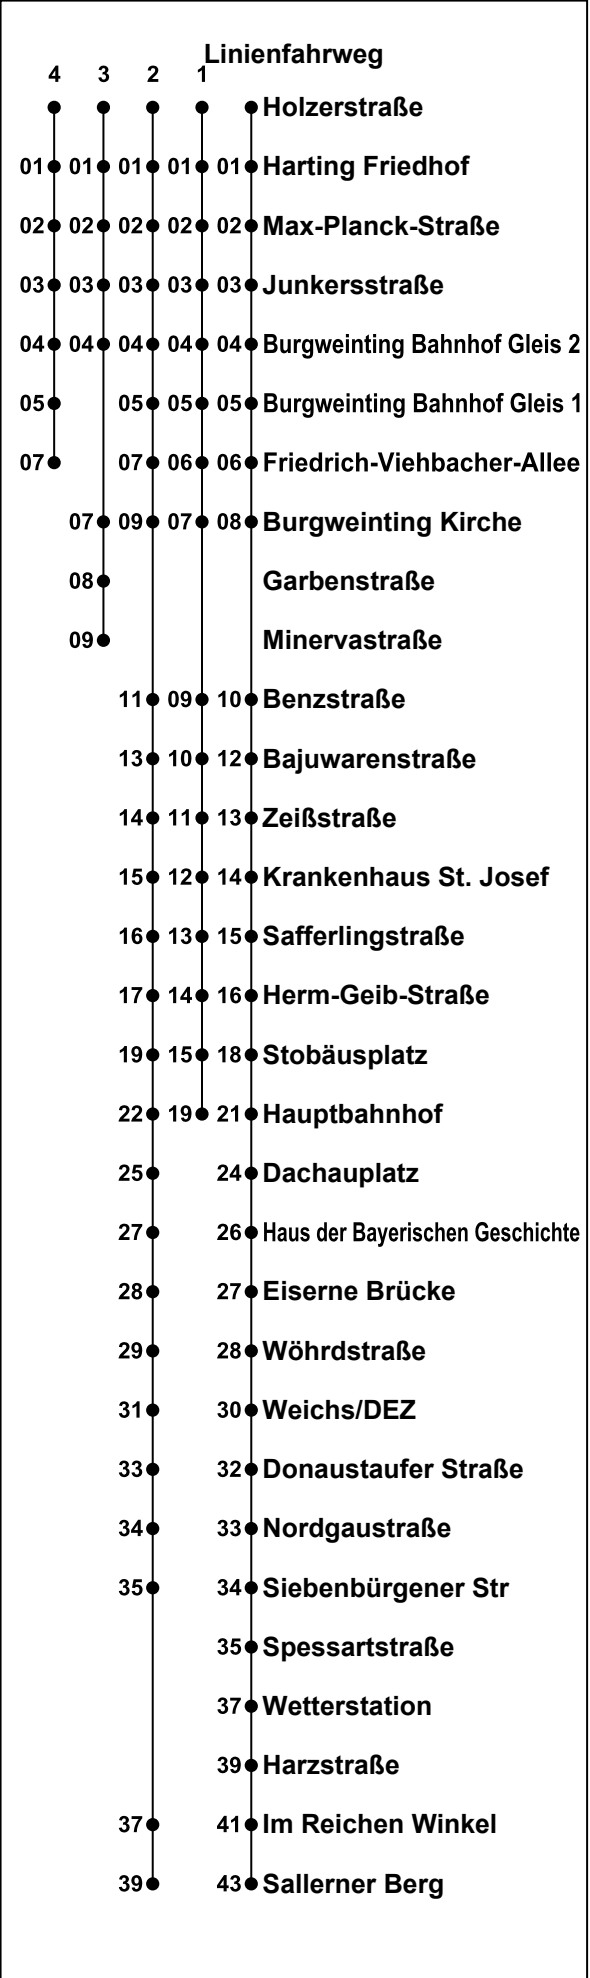 Linienfahrweg
4 3 2 1
Holzerstraße
01 01 01 01 01 Harting Friedhof
02 02 02 02 02 Max-Planck-Straße
03 03 03 03 03 Junkersstraße
04 04 04 04 04 Burgweinting Bahnhof Gleis 2
05 05 05 05 Burgweinting Bahnhof Gleis 1
07 07 06 06 Friedrich-Viehbacher-Allee
07 09 07 08 Burgweinting Kirche
08 Garbenstraße
09 Minervastraße
11 09 10 Benzstraße
13 10 12 Bajuwarenstraße
14 11 13 Zeißstraße
15 12 14 Krankenhaus St. Josef
16 13 15 Safferlingstraße
17 14 16 Herm-Geib-Straße
19 15 18 Stobäusplatz
22 19 21 Hauptbahnhof
25 24 Dachauplatz
27 26 Haus der Bayerischen Geschichte
28 27 Eiserne Brücke
29 28 Wöhrdstraße
31 30 Weichs/DEZ
33 32 Donaustaufer Straße
34 33 Nordgaustraße
35 34 Siebenbürgener Str
35 Spessartstraße
37 Wetterstation
39 Harzstraße
37 41 Im Reichen Winkel
39 43 Sallerner Berg